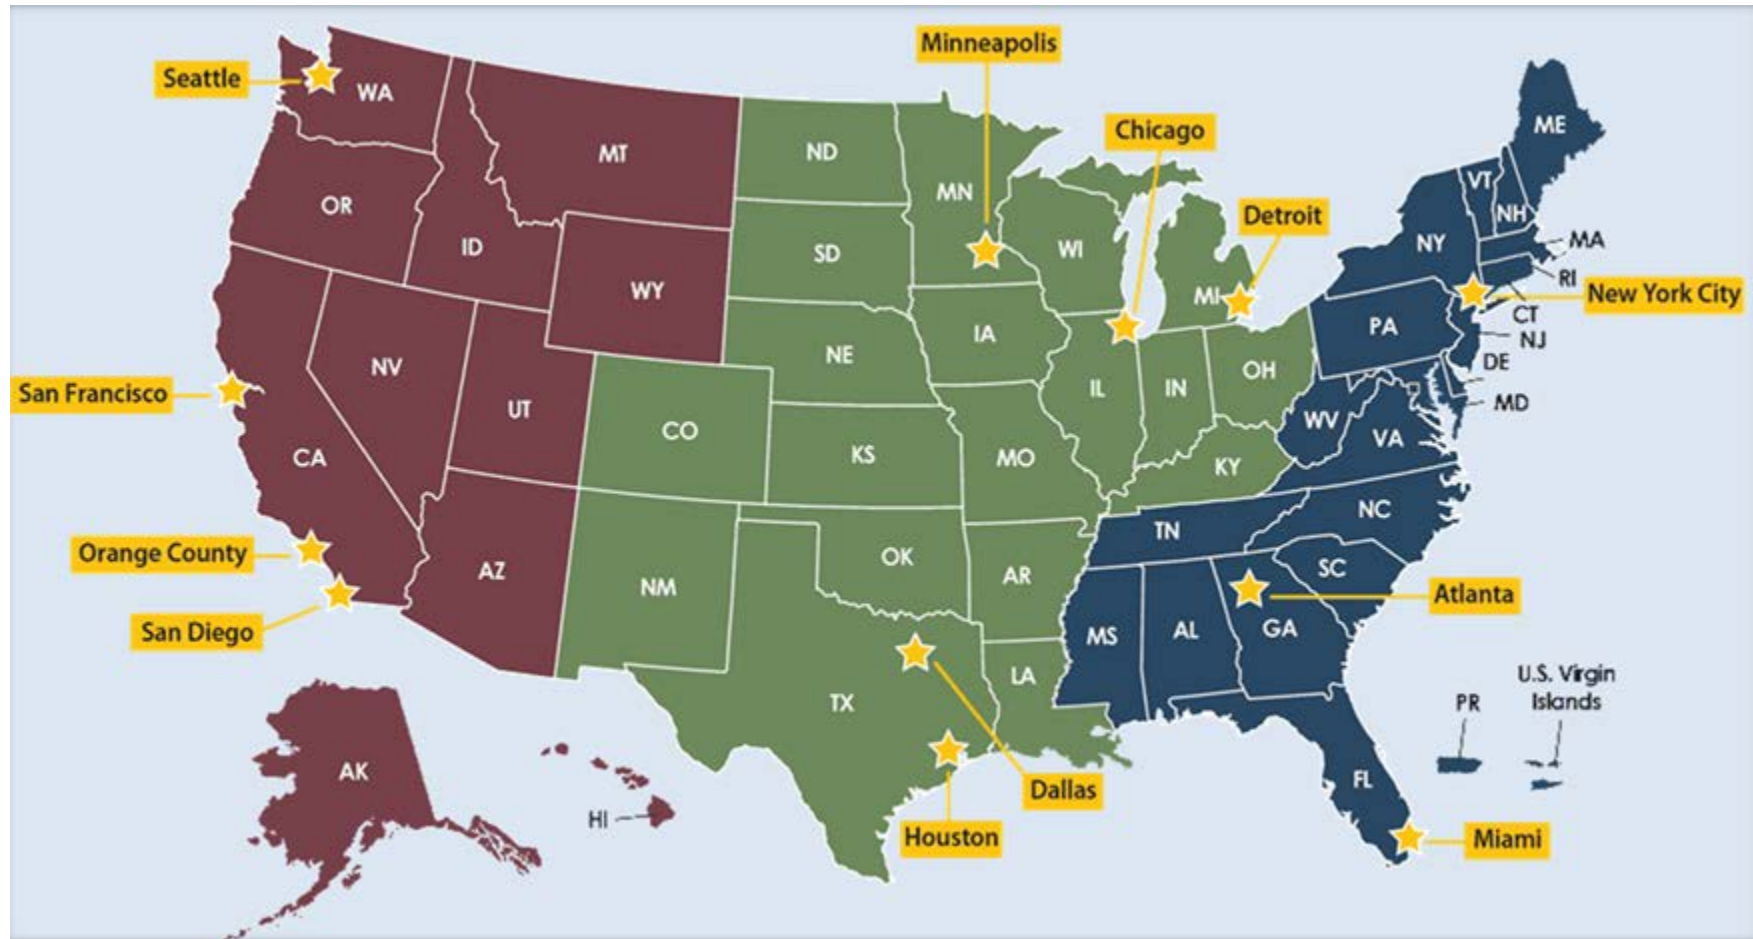 Minneapolis
Seattle
WA
Chicago
ME
MT
ND
VT
MN
OR
Detroit
NH
NY
MA
ID
SD
WI
RI
WY
MI
New York City
CT
PA
NJ
IA
NE
DE
NV
OH
San Francisco
IL
IN
MD
UT
WV
CO
VA
KS
MO
KY
CA
NC
TN
Orange County
OK
SC
AZ
AR
NM
Atlanta
San Diego
MS
AL
GA
LA
U.S. Virgin
Islands
TX
PR
AK
FL
Dallas
HI
Houston
Miami